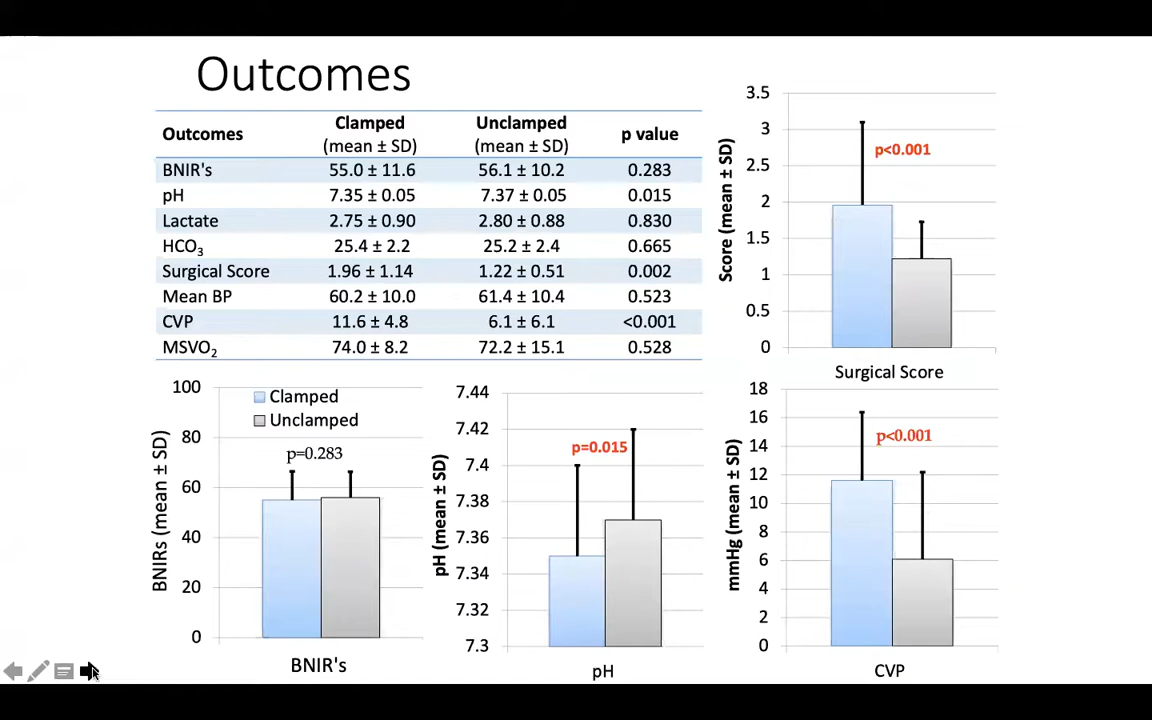 Outcomes
Outcomes Clamped (mean ± SD) Unclamped (mean ± SD) p value
BNIR's 55.0 ± 11.6 56.1 ± 10.2 0.283
pH 7.35 ± 0.05 7.37 ± 0.05 0.015
Lactate 2.75 ± 0.90 2.80 ± 0.88 0.830
HCO₃ 25.4 ± 2.2 25.2 ± 2.4 0.665
Surgical Score 1.96 ± 1.14 1.22 ± 0.51 0.002
Mean BP 60.2 ± 10.0 61.4 ± 10.4 0.523
CVP 11.6 ± 4.8 6.1 ± 6.1 <0.001
MSVO₂ 74.0 ± 8.2 72.2 ± 15.1 0.528
Score (mean ± SD)
3.5
3
2.5
2
1.5
1
0.5
0
p<0.001
Surgical Score
BNIRs (mean ± SD)
100
80
60
40
20
0
Clamped
Unclamped
p=0.283
BNIR's
pH (mean ± SD)
7.44
7.42
7.4
7.38
7.36
7.34
7.32
7.3
p=0.015
pH
mmHg (mean ± SD)
18
16
14
12
10
8
6
4
2
0
p<0.001
CVP